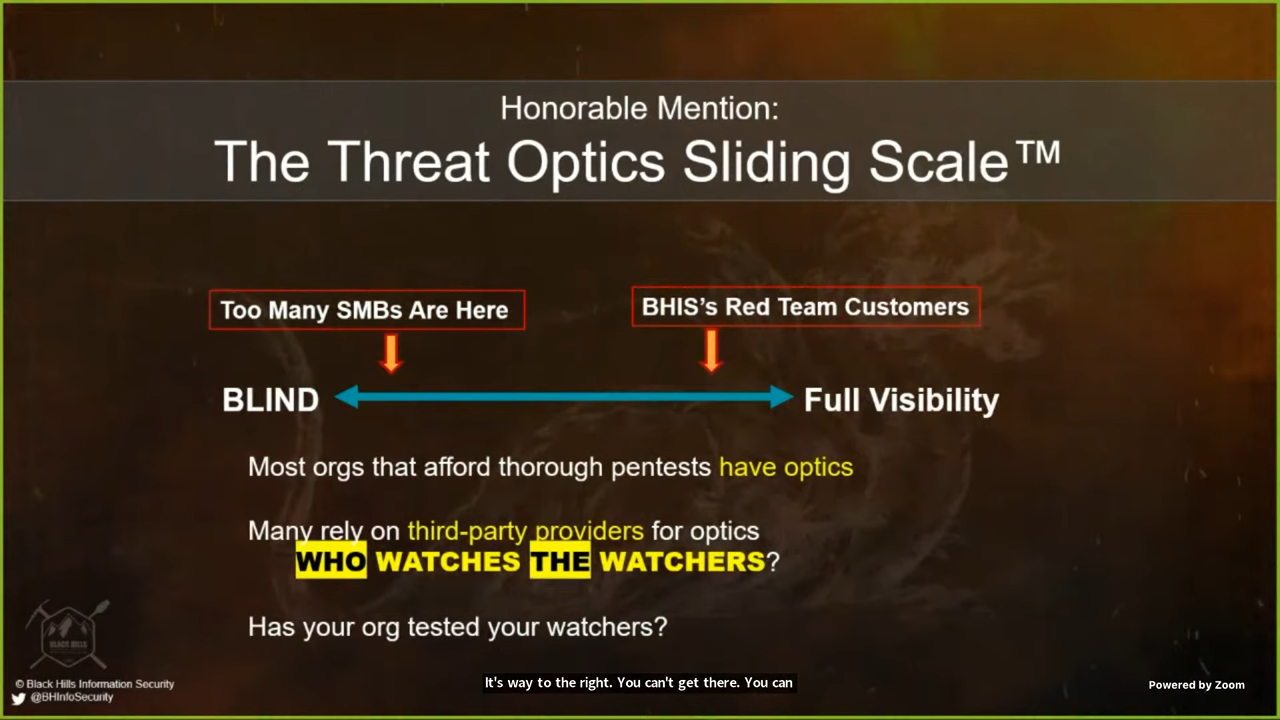 Honorable Mention:
The Threat Optics Sliding Scale™
Too Many SMBs Are Here
BHIS’s Red Team Customers
BLIND
Full Visibility
Most orgs that afford thorough pentests have optics
Many rely on third-party providers for optics
WHO WATCHES THE WATCHERS?
Has your org tested your watchers?
BLACK HILLS
© Black Hills Information Security
@BHInfoSecurity
It's way to the right. You can't get there. You can
Powered by Zoom